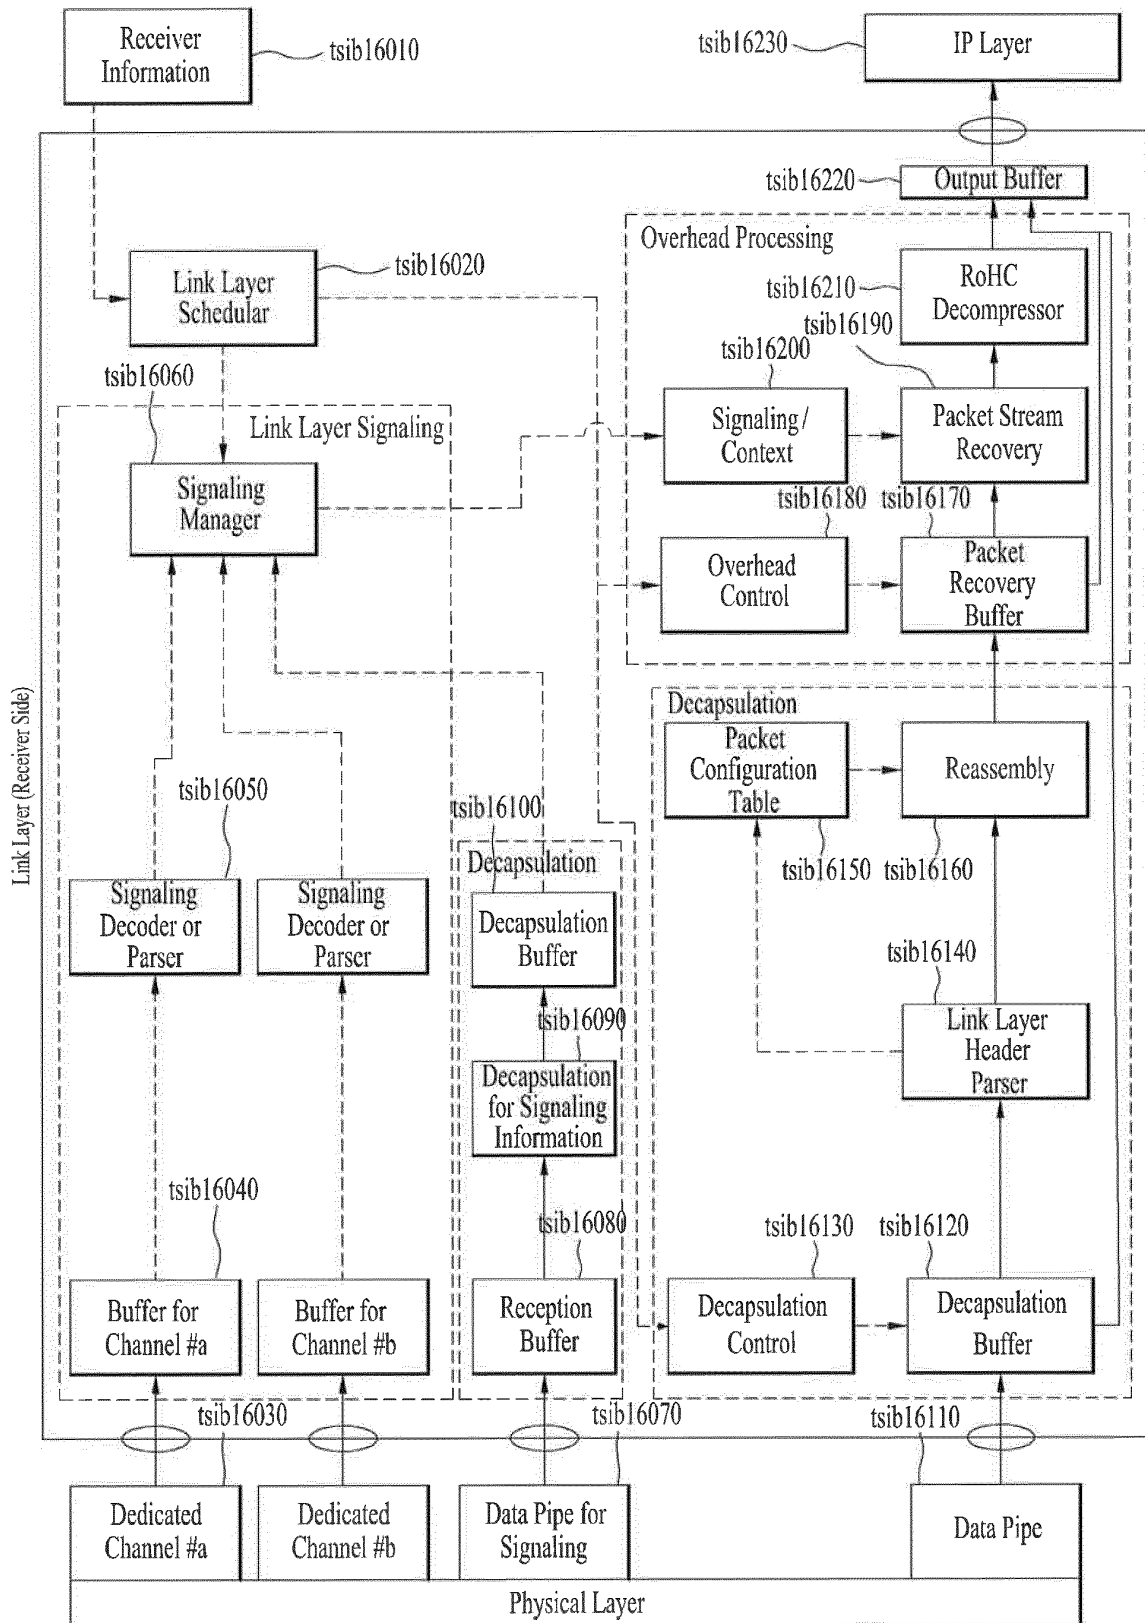 Receiver
Information
tsib16010
tsib16230
IP Layer
tsib16220
Output Buffer
Overhead Processing
Link Layer
Schedular
tsib16020
tsib16210
RoHC
Decompressor
tsib16190
tsib16200
tsib16060
Link Layer Signaling
Signaling /
Context
Packet Stream
Recovery
Signaling
Manager
tsib16180
tsib16170
Overhead
Control
Packet
Recovery
Buffer
Link Layer (Receiver Side)
Decapsulation
Packet
Configuration
Table
Reassembly
tsib16050
tsib16100
tsib16150
tsib16160
Decapsulation
Signaling
Decoder or
Parser
Signaling
Decoder or
Parser
Decapsulation
Buffer
tsib16140
tsib16090
Link Layer
Header
Parser
Decapsulation
for Signaling
Information
tsib16040
tsib16080
tsib16130
tsib16120
Buffer for
Channel #a
Buffer for
Channel #b
Reception
Buffer
Decapsulation
Control
Decapsulation
Buffer
tsib16030
tsib16070
tsib16110
Dedicated
Channel #a
Dedicated
Channel #b
Data Pipe for
Signaling
Data Pipe
Physical Layer